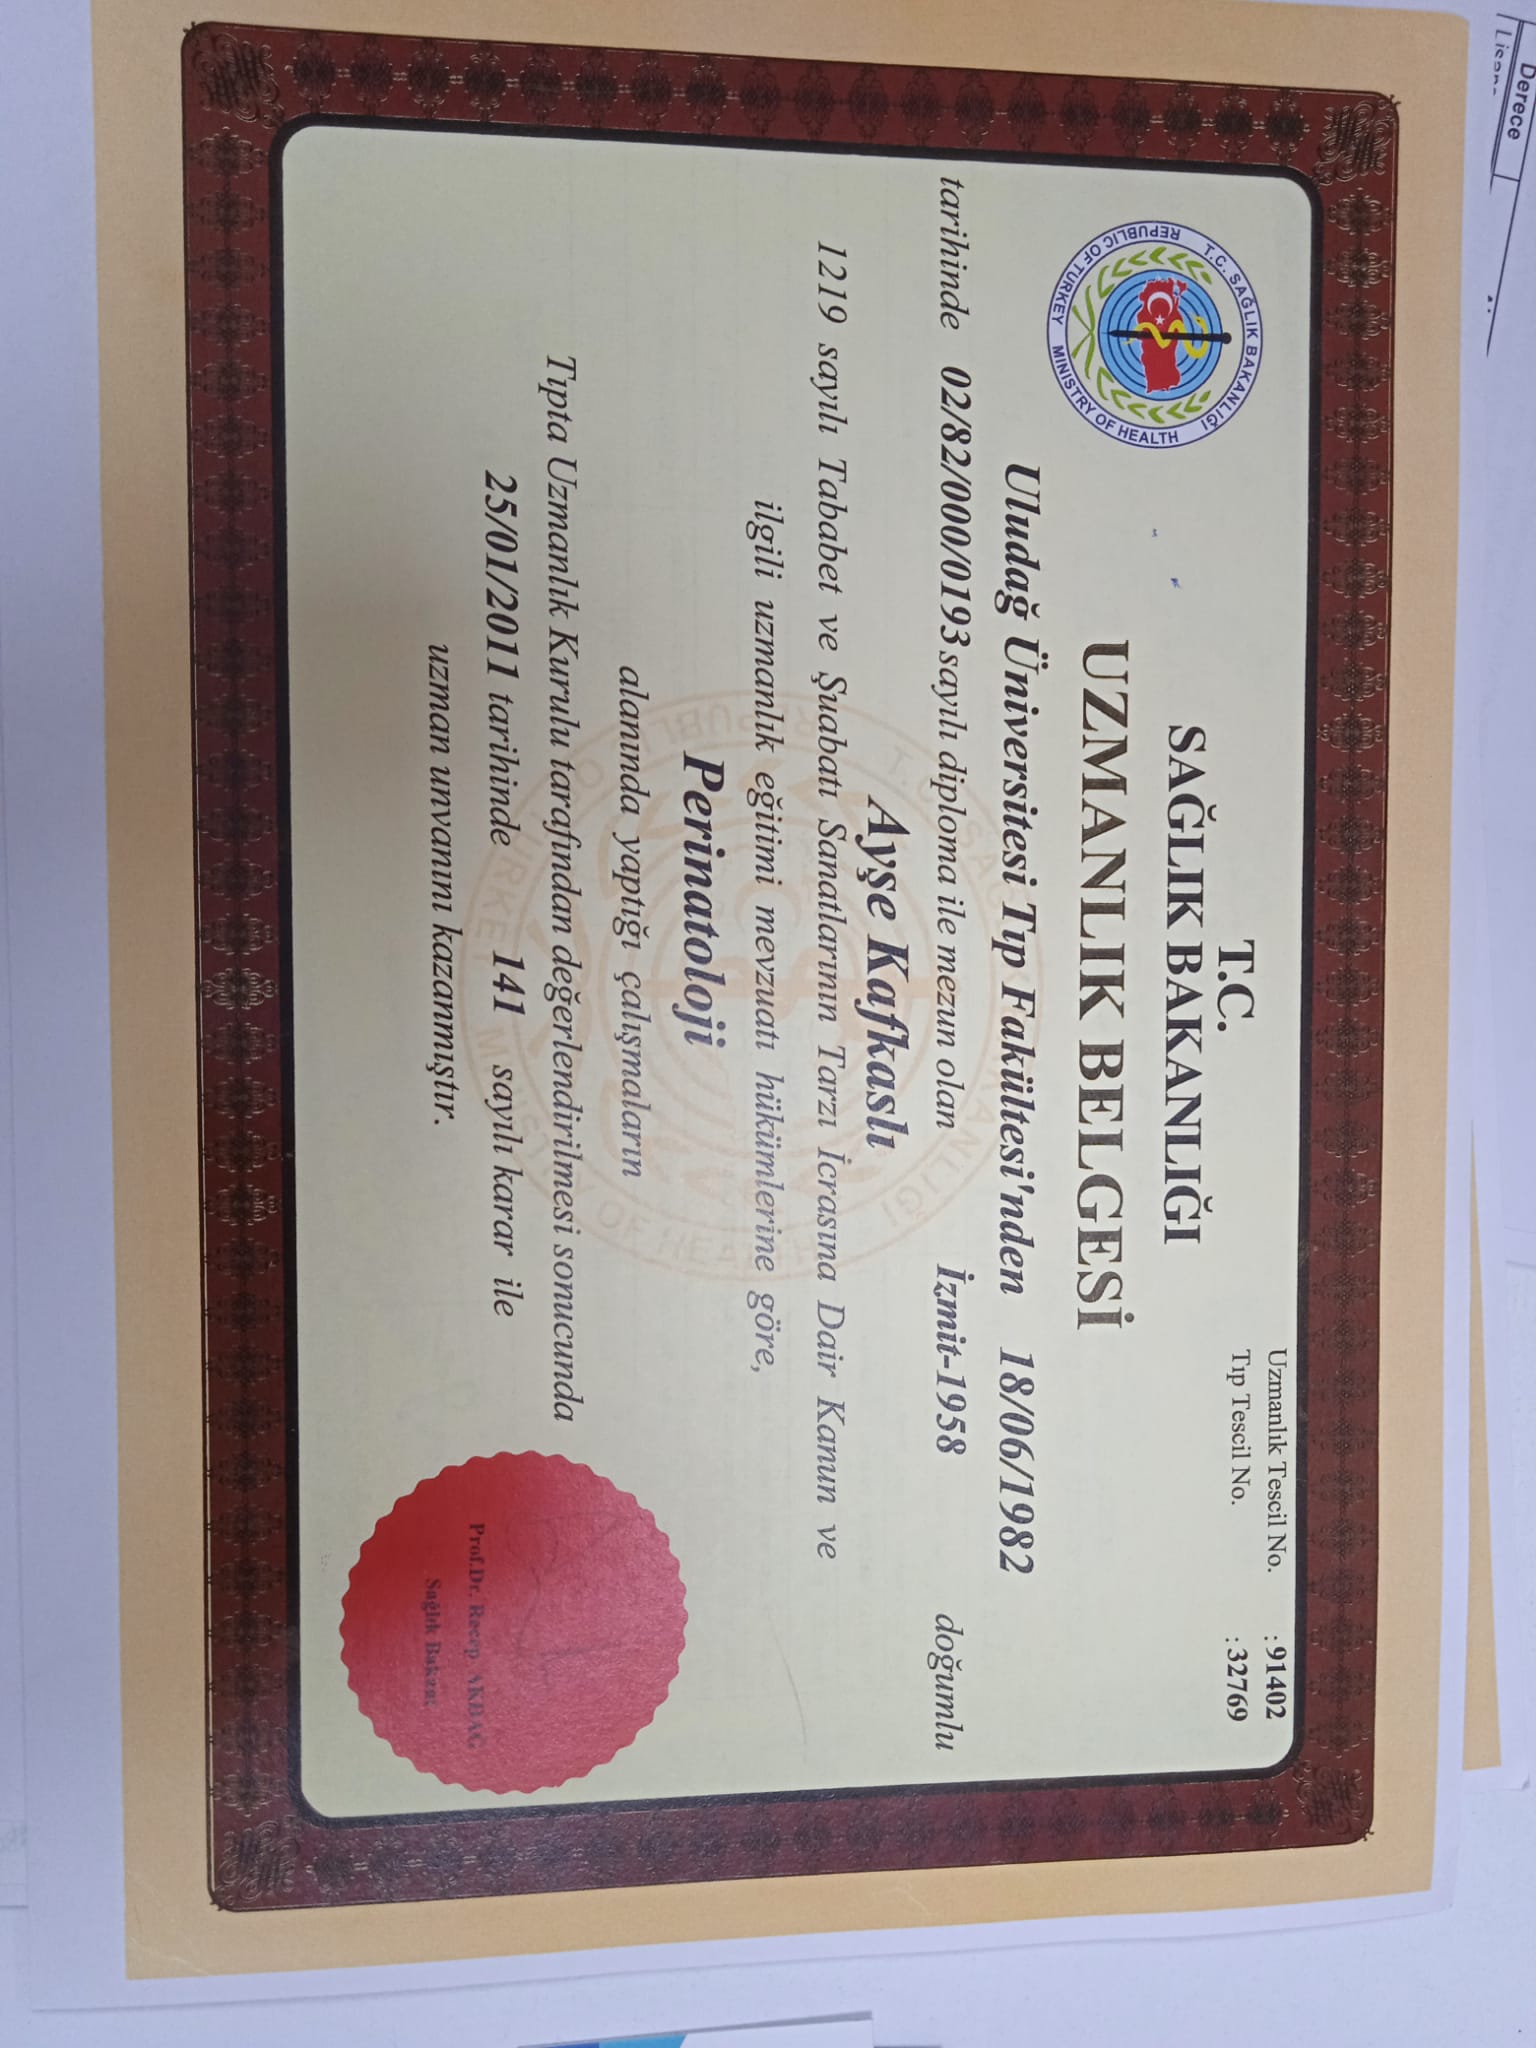 Derece
T.C. SAĞLIK BAKANLIĞI
REPUBLIC OF TURKEY MINISTRY OF HEALTH
Uzmanlık Tescil No. : 91402
Tıp Tescil No. : 32769
T.C.
SAĞLIK BAKANLIĞI
UZMANLIK BELGESİ
Uludağ Üniversitesi Tıp Fakültesi'nden 18/06/1982
tarihinde 02/82/000/0193 sayılı diploma ile mezun olan İzmit-1958 doğumlu
Ayşe Kafkaslı
1219 sayılı Tababet ve Şuabatı Sanatlarının Tarzı İcrasına Dair Kanun ve
ilgili uzmanlık eğitimi mevzuatı hükümlerine göre,
Perinatoloji
alanında yaptığı çalışmaların
Tıpta Uzmanlık Kurulu tarafından değerlendirilmesi sonucunda
25/01/2011 tarihinde 141 sayılı karar ile
uzman unvanını kazanmıştır.
Prof.Dr. Recep AKDAĞ
Sağlık Bakanı